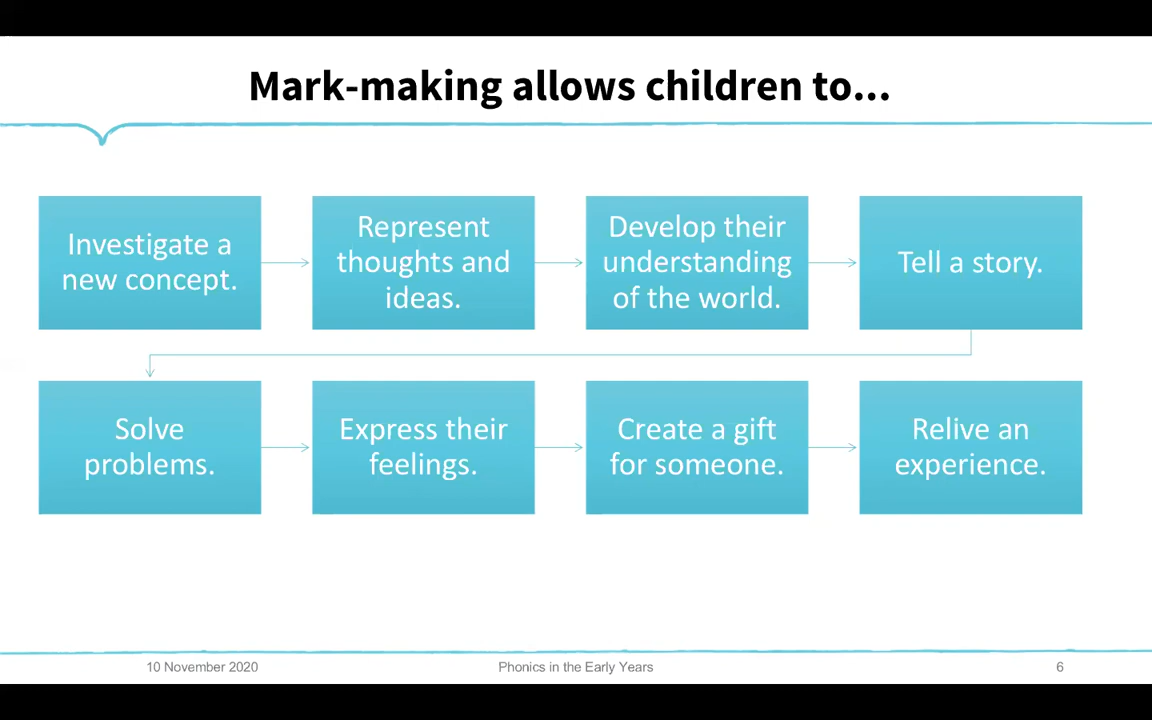 Mark-making allows children to...
Investigate a
new concept.
Represent
thoughts and
ideas.
Develop their
understanding
of the world.
Tell a story.
Solve
problems.
Express their
feelings.
Create a gift
for someone.
Relive an
experience.
10 November 2020
Phonics in the Early Years
6